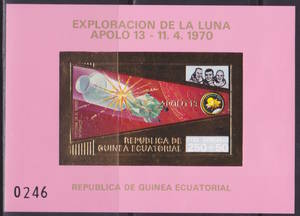 EXPLORACION DE LA LUNA
APOLO 13 - 11. 4. 1970
APOLO 13
REPUBLICA DE
GUINEA ECUATORIAL
250+50
0246
REPUBLICA DE GUINEA ECUATORIAL